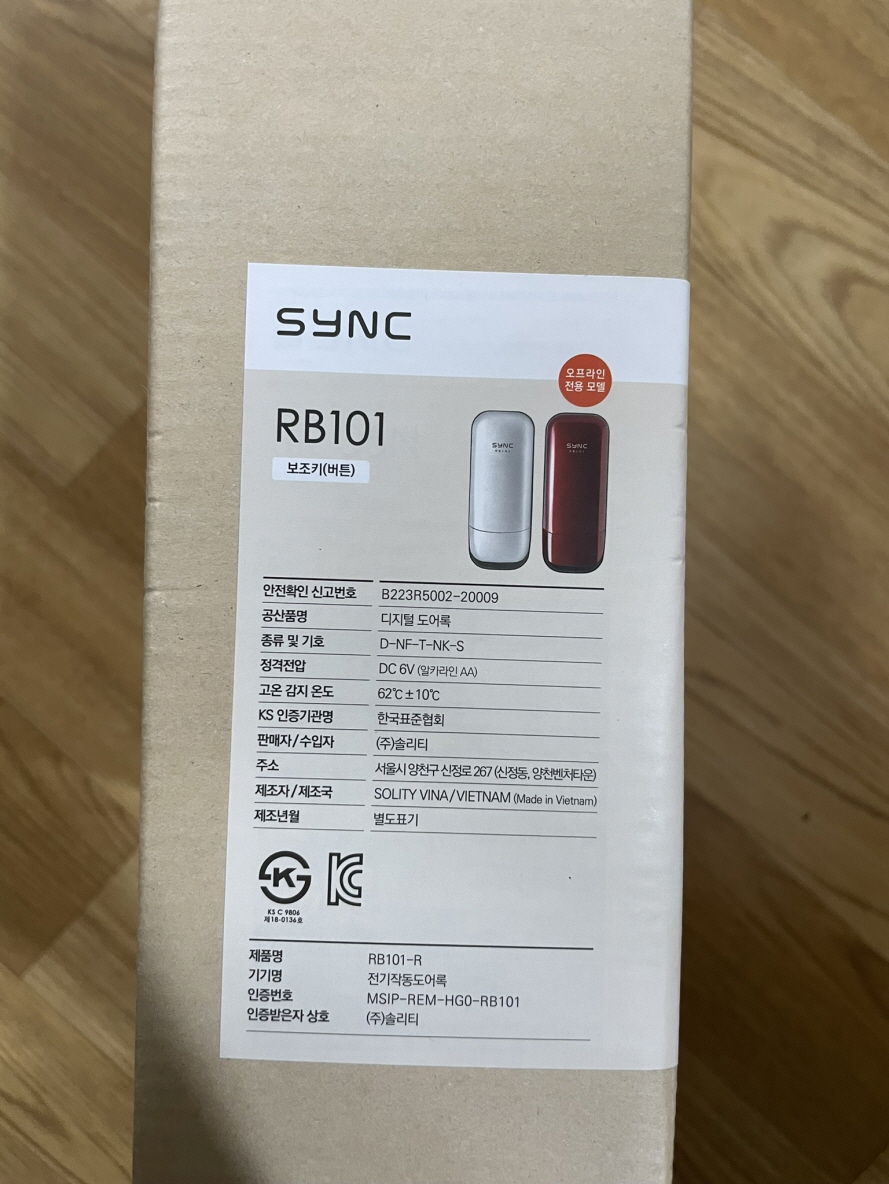 SYNC
오프라인
전용 모델
RB101
보조키(버튼)
SYNC
SYNC
안전확인 신고번호 B223R5002-20009
공산품명 디지털 도어록
종류 및 기호 D-NF-T-NK-S
정격전압 DC 6V (알카라인 AA)
고온 감지 온도 62℃±10℃
KS 인증기관명 한국표준협회
판매자/수입자 (주)솔리티
주소 서울시 양천구 신정로 267 (신정동, 양천벤처타운)
제조자/제조국 SOLITY VINA/VIETNAM (Made in Vietnam)
제조년월 별도표기
KS C 9806
제18-0136호
제품명 RB101-R
기기명 전기작동도어록
인증번호 MSIP-REM-HG0-RB101
인증받은자 상호 (주)솔리티